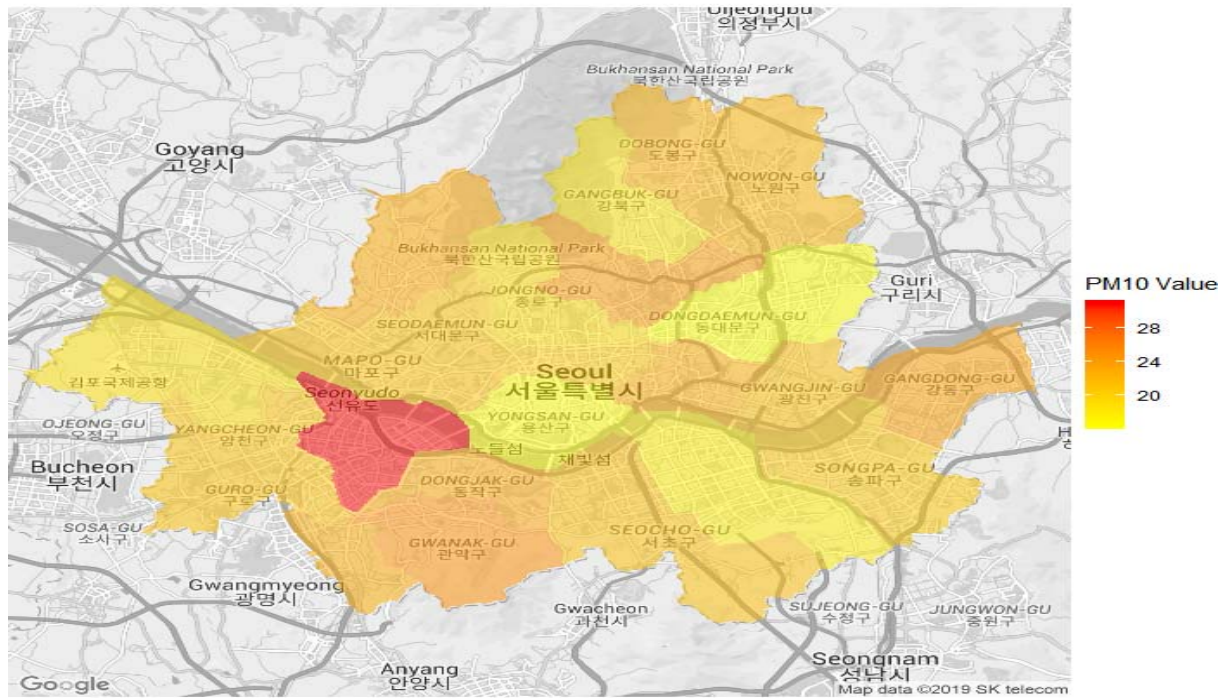 Uijeongbu
의정부시
Bukhansan National Park
북한산국립공원
Goyang
고양시
DOBONG-GU
도봉구
NOWON-GU
노원구
GANGBUK-GU
강북구
Bukhansan National Park
북한산국립공원
Guri
구리시
PM10 Value
JONGNO-GU
종로구
SEODAEMUN-GU
서대문구
DONGDAEMUN-GU
동대문구
28
24
20
MAPO-GU
마포구
Seoul
서울특별시
김포국제공항
Seonyudo
선유도
GWANGJIN-GU
광진구
GANGDONG-GU
강동구
OJEONG-GU
오정구
YANGCHEON-GU
양천구
YONGSAN-GU
용산구
노들섬
채빛섬
Bucheon
부천시
GURO-GU
구로구
DONGJAK-GU
동작구
SONGPA-GU
송파구
SOSA-GU
소사구
SEOCHO-GU
서초구
GWANAK-GU
관악구
Gwangmyeong
광명시
Gwacheon
과천시
SUJEONG-GU
수정구
JUNGWON-GU
중원구
Anyang
안양시
Seongnam
성남시
Google
Map data ©2019 SK telecom